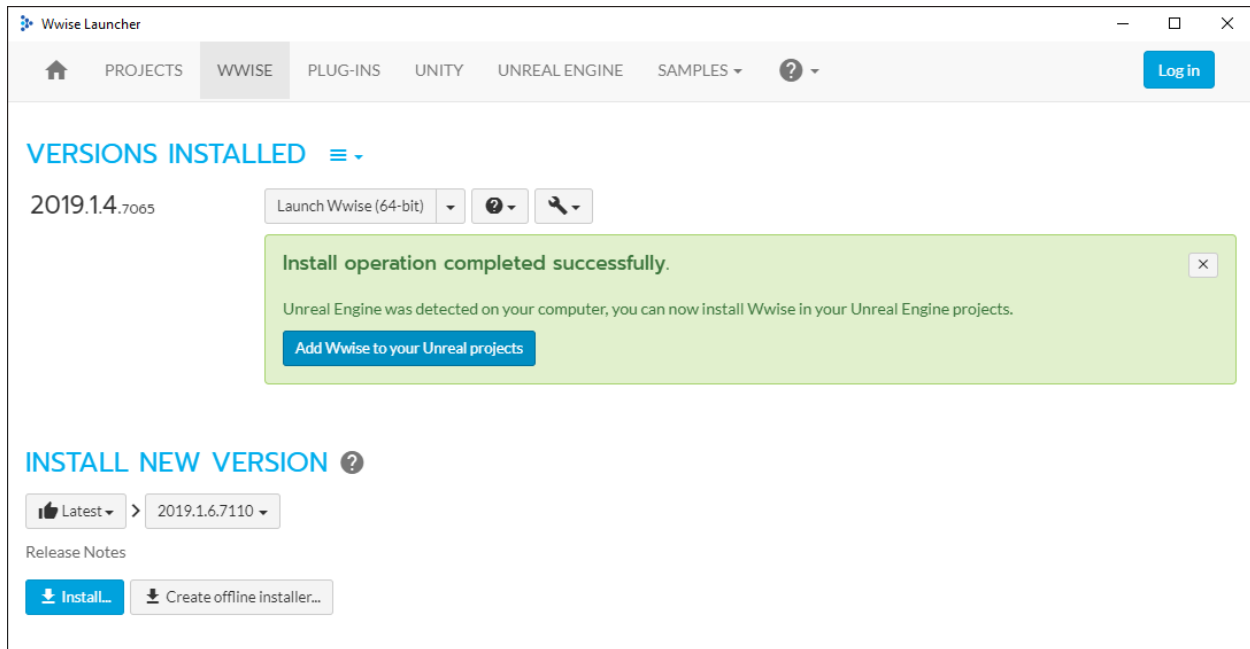 Wwise Launcher
PROJECTS WWISE PLUG-INS UNITY UNREAL ENGINE SAMPLES Log in
VERSIONS INSTALLED
2019.1.4.7065 Launch Wwise (64-bit)
Install operation completed successfully.
Unreal Engine was detected on your computer, you can now install Wwise in your Unreal Engine projects.
Add Wwise to your Unreal projects
INSTALL NEW VERSION
Latest > 2019.1.6.7110
Release Notes
Install... Create offline installer...